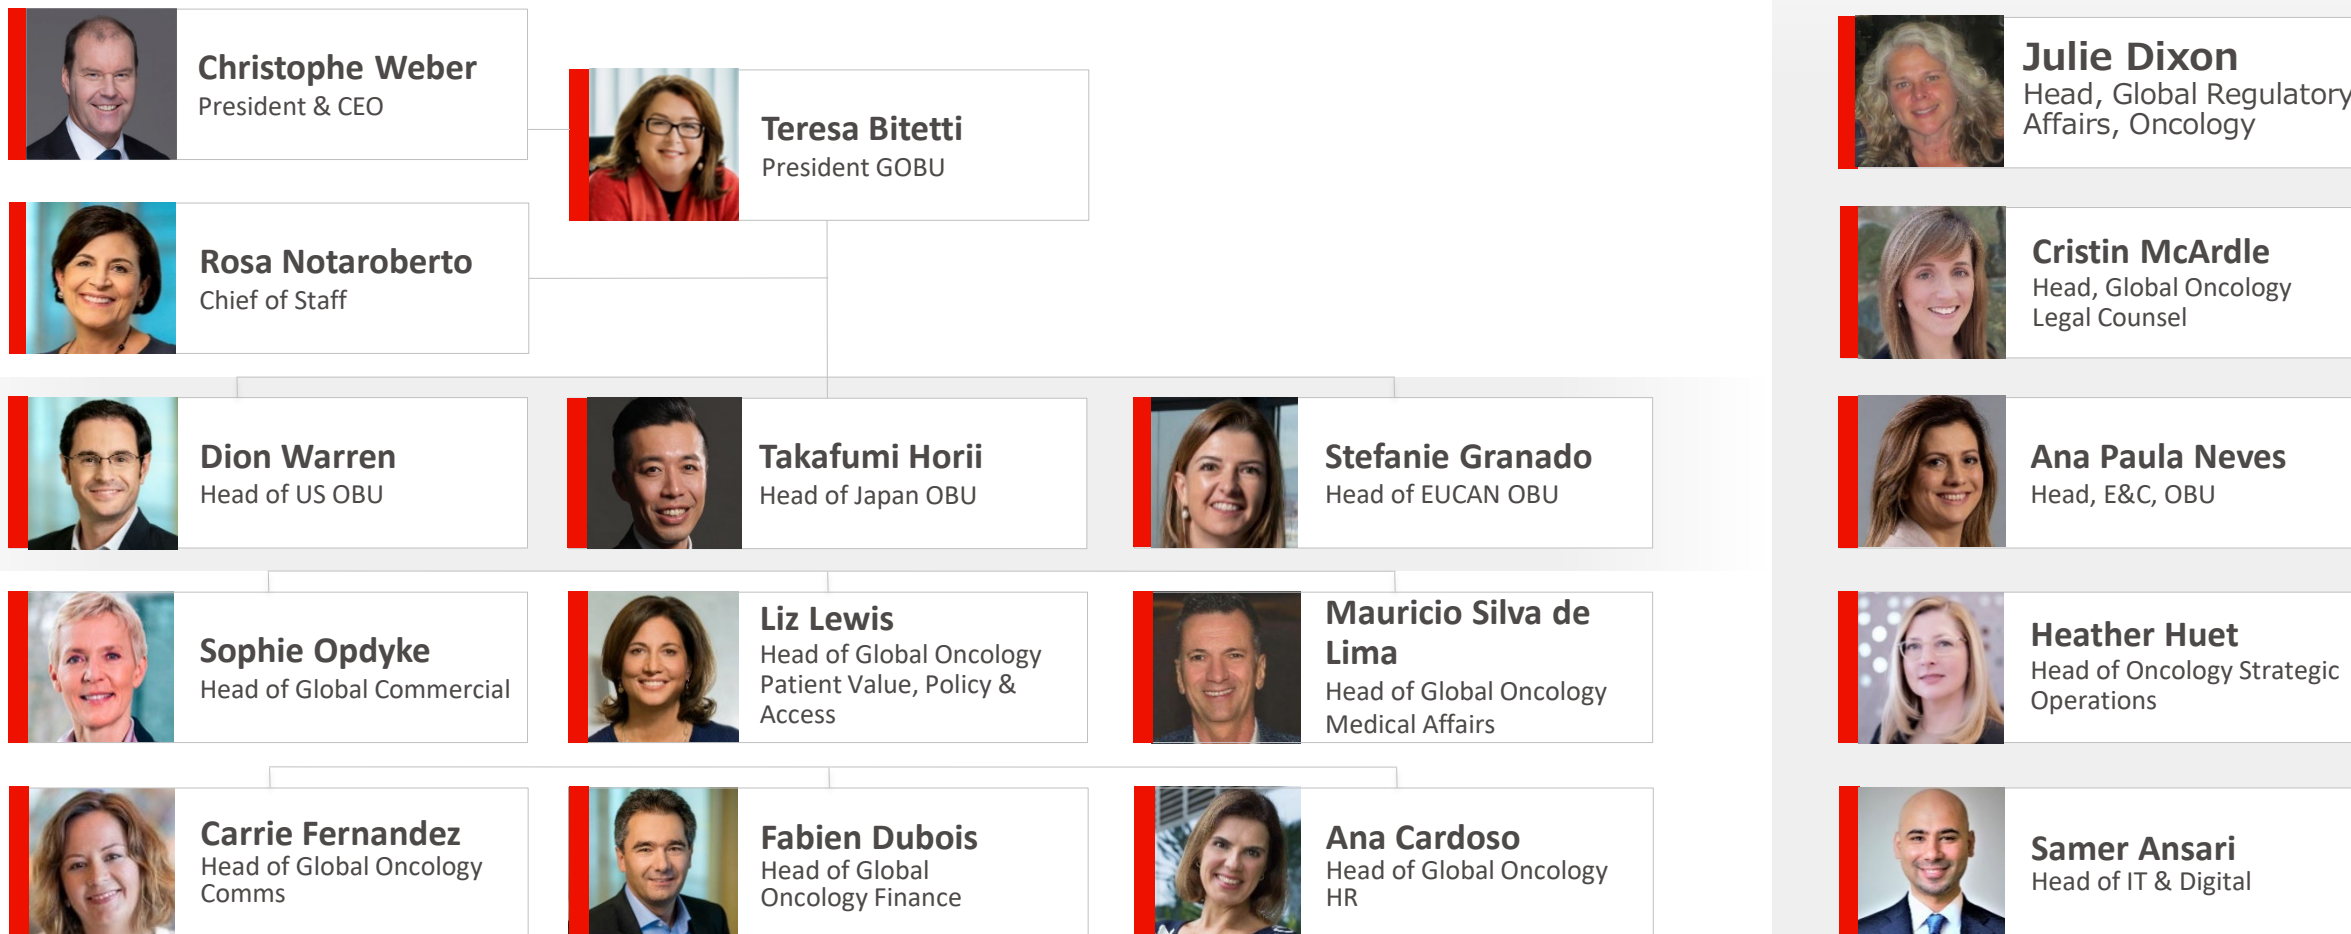 Christophe Weber
President & CEO
Teresa Bitetti
President GOBU
Rosa Notaroberto
Chief of Staff
Dion Warren
Head of US OBU
Takafumi Horii
Head of Japan OBU
Stefanie Granado
Head of EUCAN OBU
Sophie Opdyke
Head of Global Commercial
Liz Lewis
Head of Global Oncology
Patient Value, Policy &
Access
Mauricio Silva de
Lima
Head of Global Oncology
Medical Affairs
Carrie Fernandez
Head of Global Oncology
Comms
Fabien Dubois
Head of Global
Oncology Finance
Ana Cardoso
Head of Global Oncology
HR
Julie Dixon
Head, Global Regulatory
Affairs, Oncology
Cristin McArdle
Head, Global Oncology
Legal Counsel
Ana Paula Neves
Head, E&C, OBU
Heather Huet
Head of Oncology Strategic
Operations
Samer Ansari
Head of IT & Digital